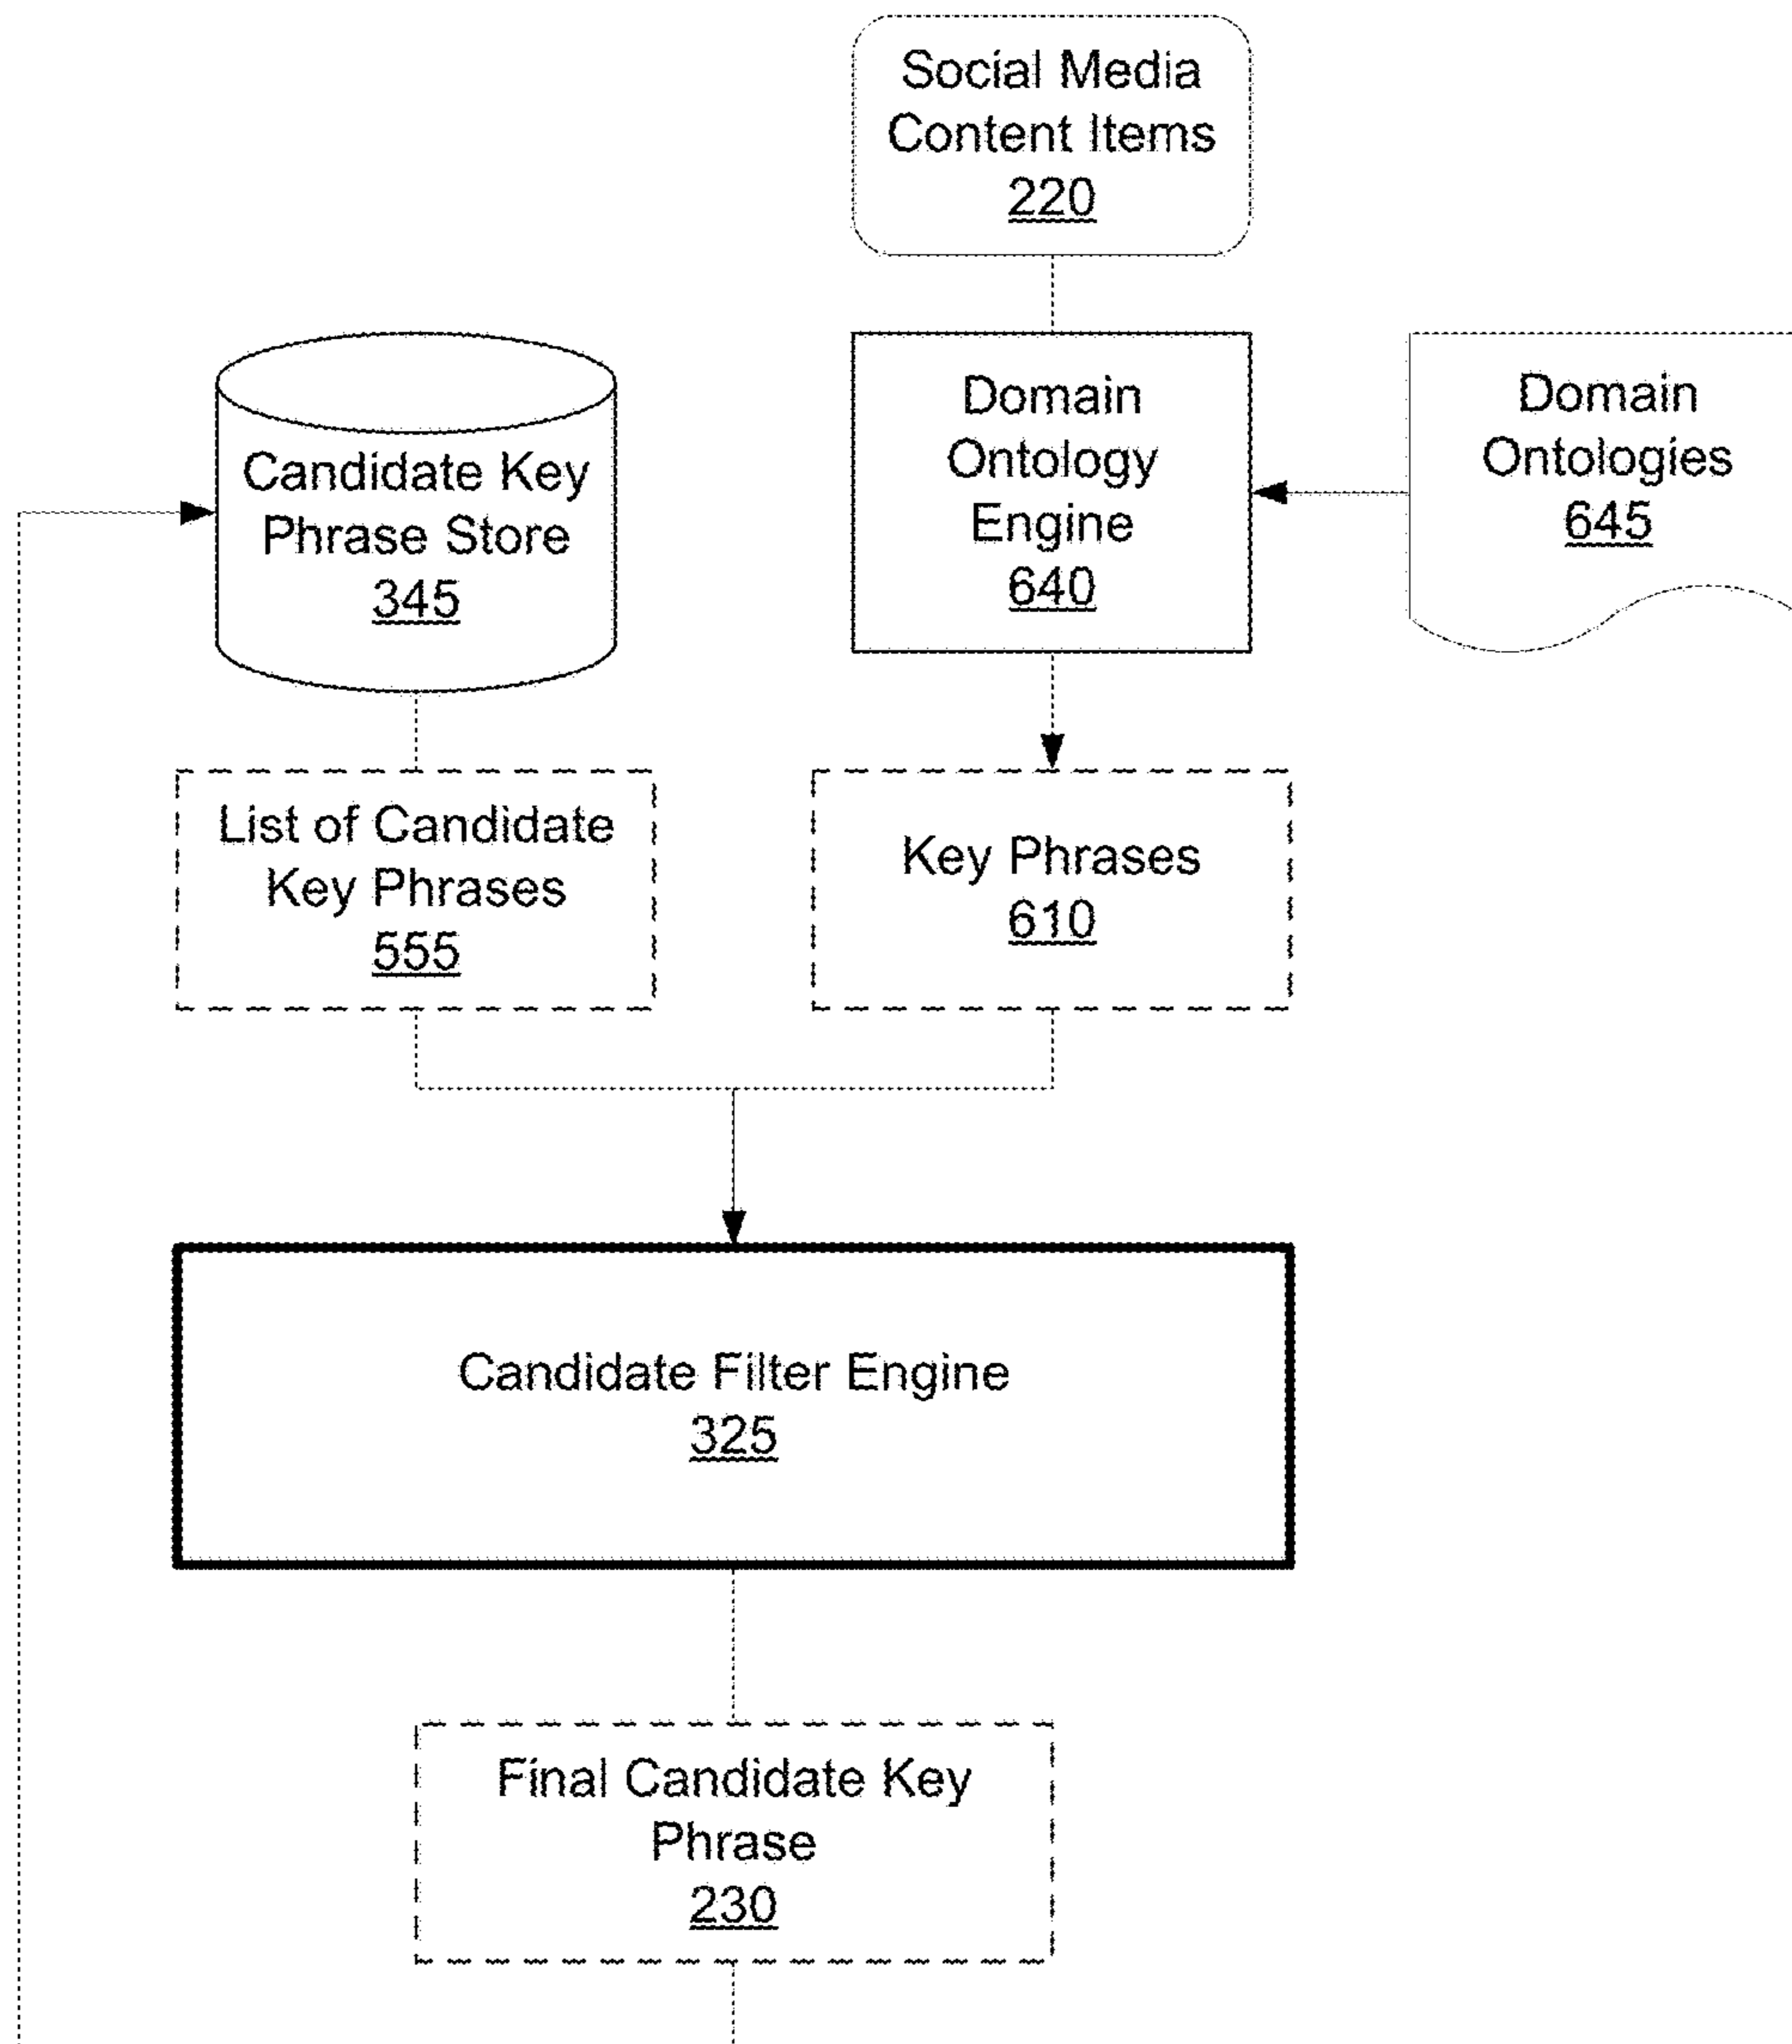 Social Media
Content Items
220
Candidate Key
Phrase Store
345
Domain
Ontology
Engine
640
Domain
Ontologies
645
List of Candidate
Key Phrases
555
Key Phrases
610
Candidate Filter Engine
325
Final Candidate Key
Phrase
230